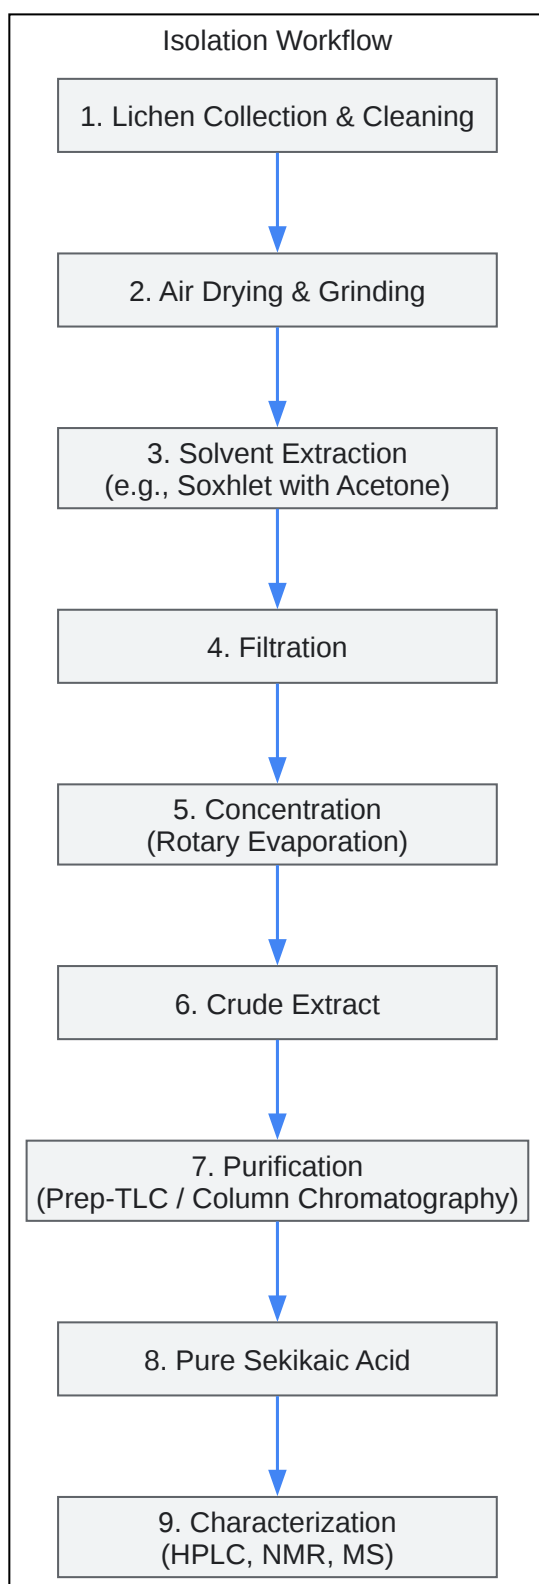 Isolation Workflow
1. Lichen Collection & Cleaning
2. Air Drying & Grinding
3. Solvent Extraction
(e.g., Soxhlet with Acetone)
4. Filtration
5. Concentration
(Rotary Evaporation)
6. Crude Extract
7. Purification
(Prep-TLC / Column Chromatography)
8. Pure Sekikaic Acid
9. Characterization
(HPLC, NMR, MS)